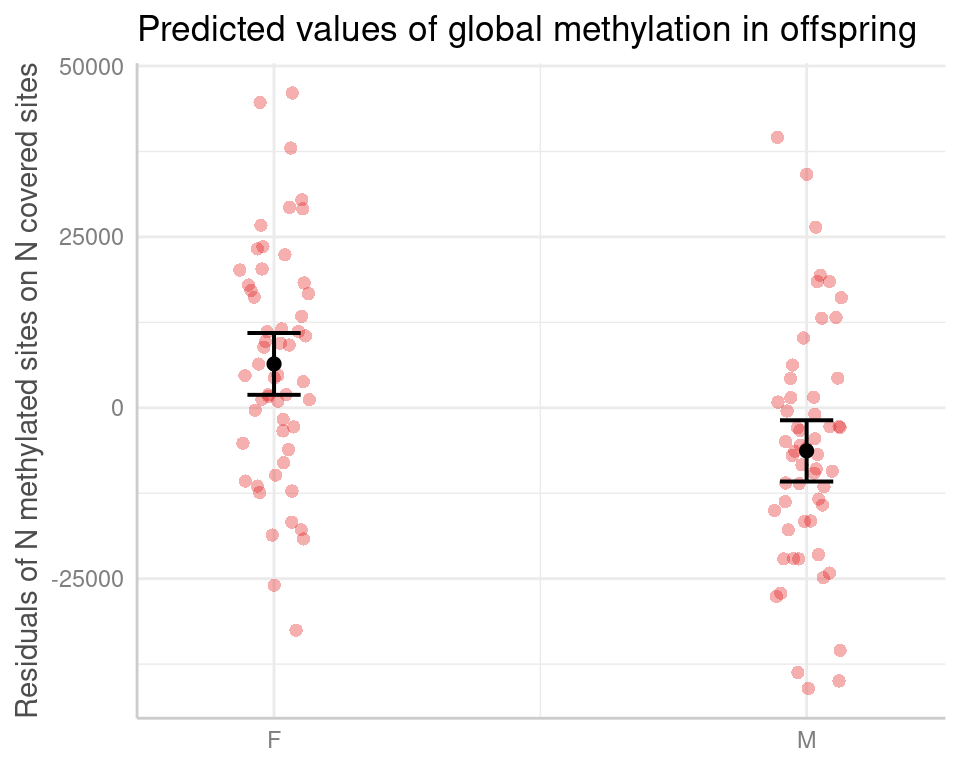 Predicted values of global methylation in offspring
Residuals of N methylated sites on N covered sites
50000
25000
0
-25000
F
M